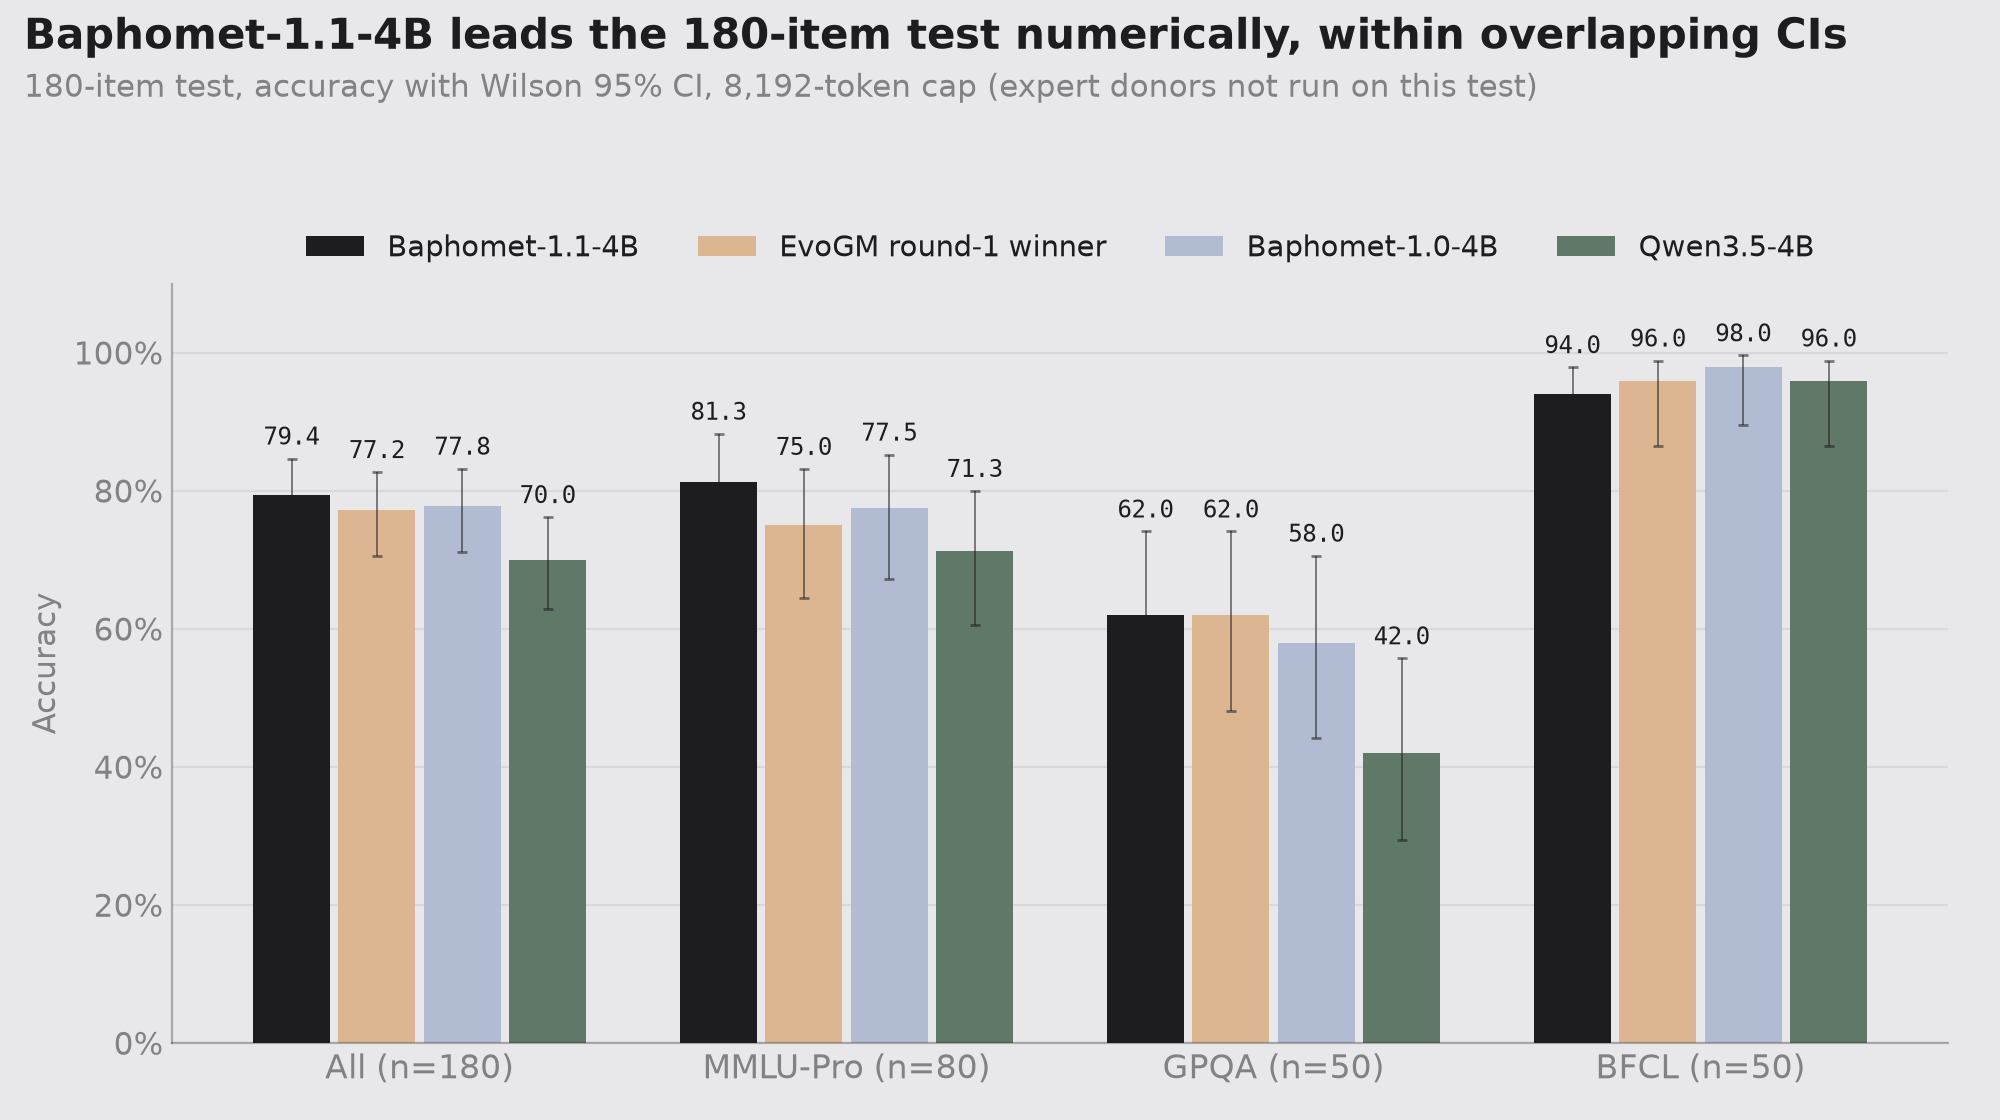 Baphomet-1.1-4B leads the 180-item test numerically, within overlapping CIs
180-item test, accuracy with Wilson 95% CI, 8,192-token cap (expert donors not run on this test)
Baphomet-1.1-4B EvoGM round-1 winner Baphomet-1.0-4B Qwen3.5-4B
Accuracy
100%
80%
60%
40%
20%
0%
79.4 77.2 77.8 70.0
81.3 75.0 77.5 71.3
62.0 62.0 58.0 42.0
94.0 96.0 98.0 96.0
All (n=180) MMLU-Pro (n=80) GPQA (n=50) BFCL (n=50)